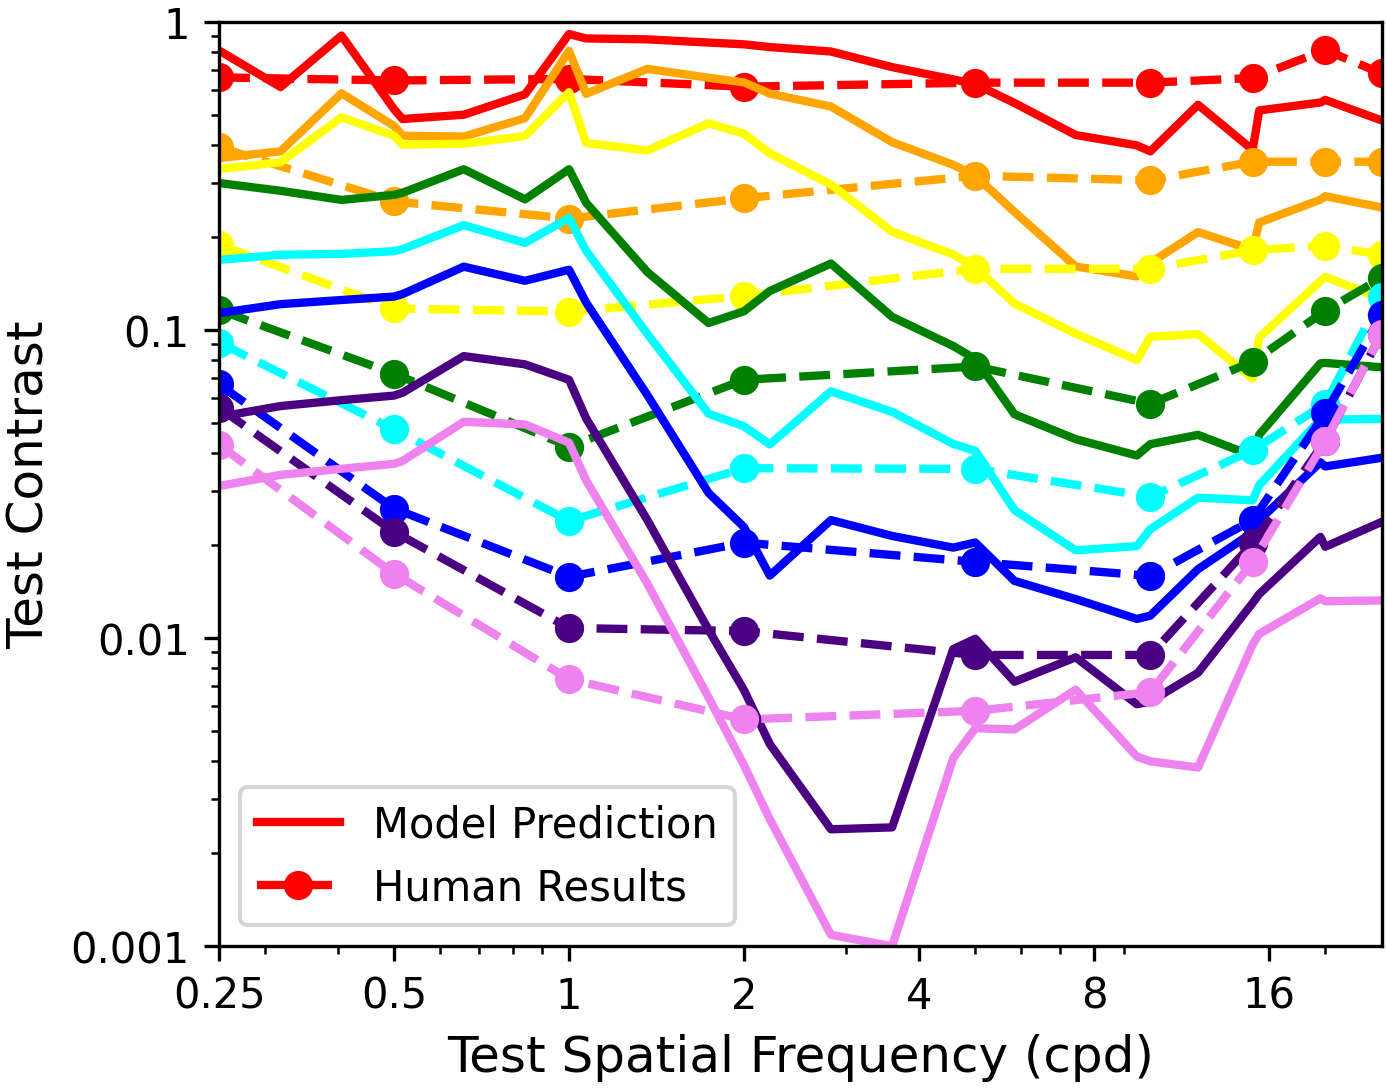 1
0.1
0.01
0.001
Test Contrast
Model Prediction
Human Results
0.25 0.5 1 2 4 8 16
Test Spatial Frequency (cpd)